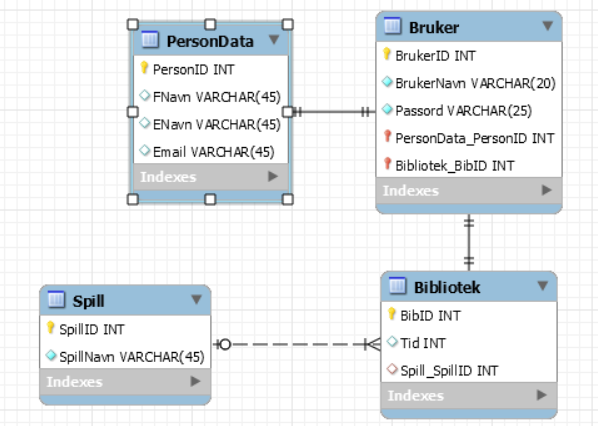 PersonData
PersonID INT
FNavn VARCHAR(45)
ENavn VARCHAR(45)
Email VARCHAR(45)
Indexes
Bruker
BrukerID INT
BrukerNavn VARCHAR(20)
Passord VARCHAR(25)
PersonData_PersonID INT
Bibliotek_BibID INT
Indexes
Spill
SpillID INT
SpillNavn VARCHAR(45)
Indexes
Bibliotek
BibID INT
Tid INT
Spill_SpillID INT
Indexes